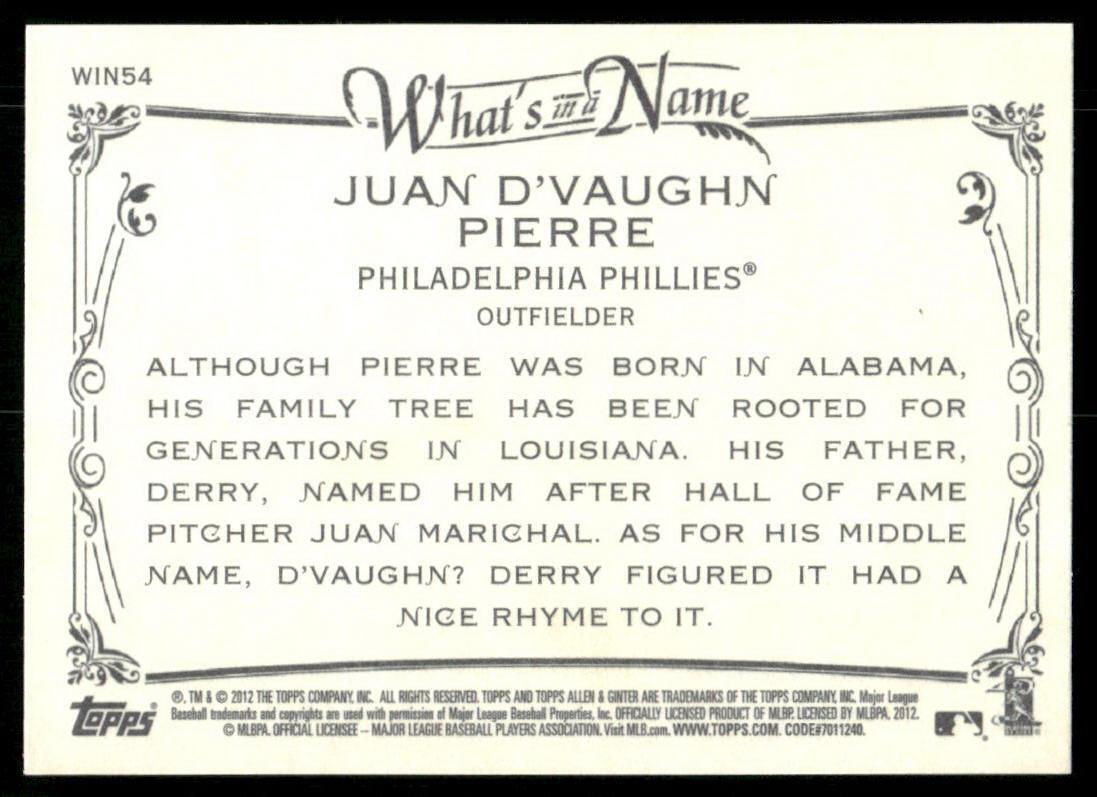 WIN54
What's in a Name
JUAN D'VAUGHN
PIERRE
PHILADELPHIA PHILLIES®
OUTFIELDER
ALTHOUGH PIERRE WAS BORN IN ALABAMA,
HIS FAMILY TREE HAS BEEN ROOTED FOR
GENERATIONS IN LOUISIANA. HIS FATHER,
DERRY, NAMED HIM AFTER HALL OF FAME
PITCHER JUAN MARICHAL. AS FOR HIS MIDDLE
NAME, D'VAUGHN? DERRY FIGURED IT HAD A
NICE RHYME TO IT.
topps®
®, TM & © 2012 THE TOPPS COMPANY, INC. ALL RIGHTS RESERVED. TOPPS AND TOPPS ALLEN & GINTER ARE TRADEMARKS OF THE TOPPS COMPANY, INC. Major League
Baseball trademarks and copyrights are used with permission of Major League Baseball Properties, Inc. OFFICIALLY LICENSED PRODUCT OF MLBP. LICENSED BY MLBPA, 2012.
© MLBPA. OFFICIAL LICENSEE – MAJOR LEAGUE BASEBALL PLAYERS ASSOCIATION. Visit MLB.com. WWW.TOPPS.COM. CODE#7011240.